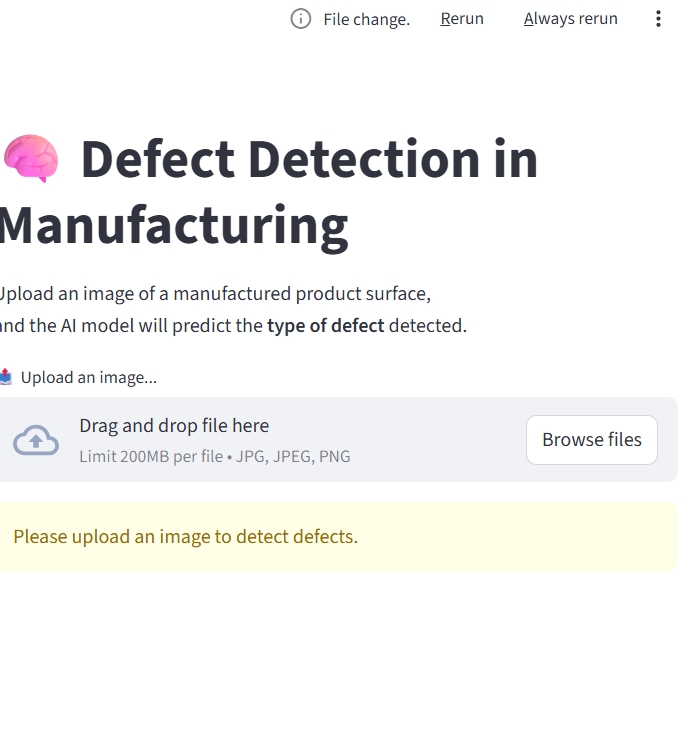 File change. Rerun Always rerun
Defect Detection in
Manufacturing
Upload an image of a manufactured product surface,
and the AI model will predict the type of defect detected.
Upload an image...
Drag and drop file here
Limit 200MB per file • JPG, JPEG, PNG
Browse files
Please upload an image to detect defects.